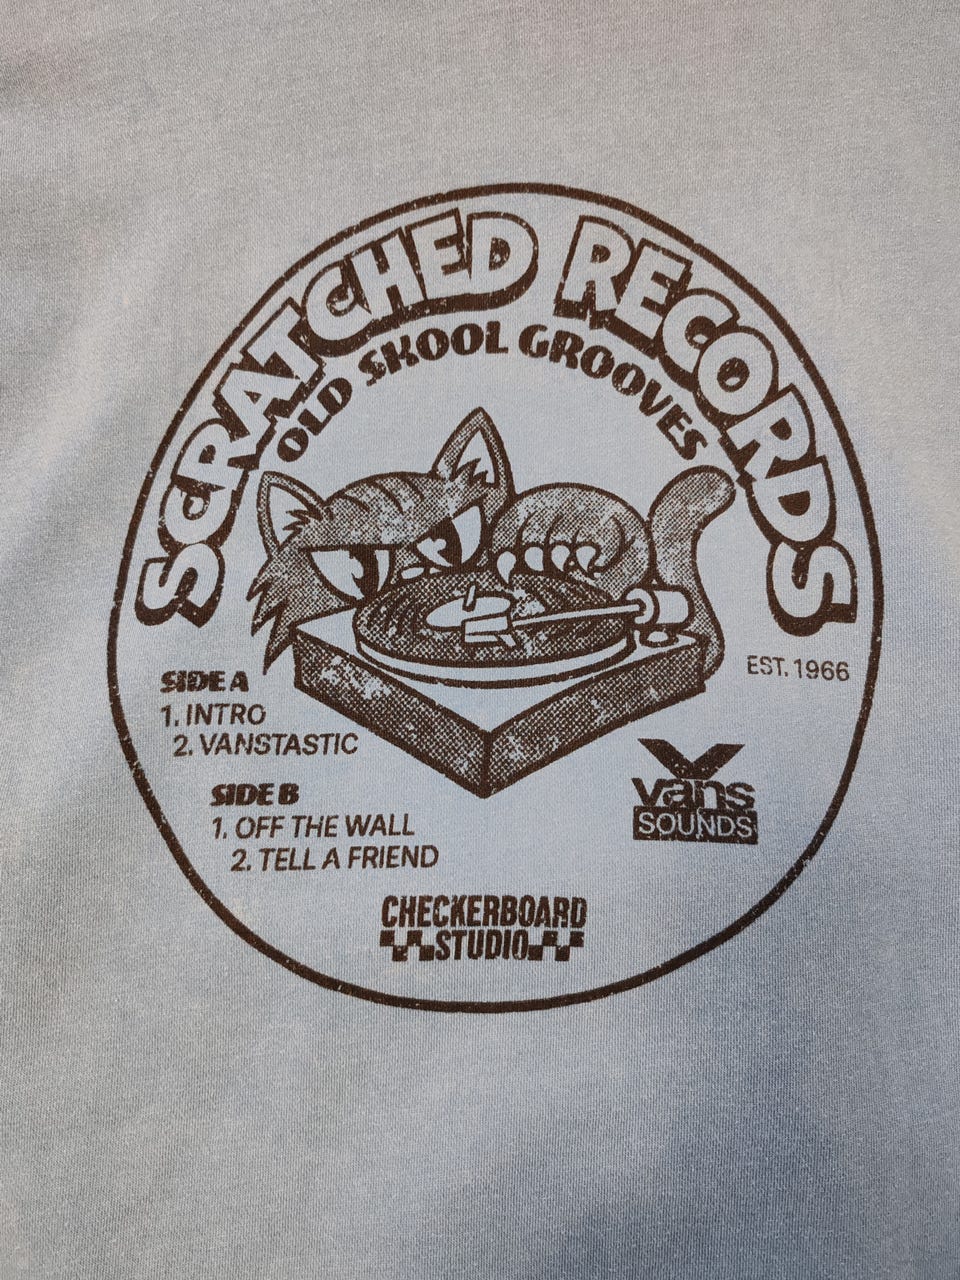 SCRATCHED RECORDS
OLD SKOOL GROOVES
EST. 1966
SIDE A
1. INTRO
2. VANSTASTIC
SIDE B
1. OFF THE WALL
2. TELL A FRIEND
vans
SOUNDS
CHECKERBOARD
STUDIO